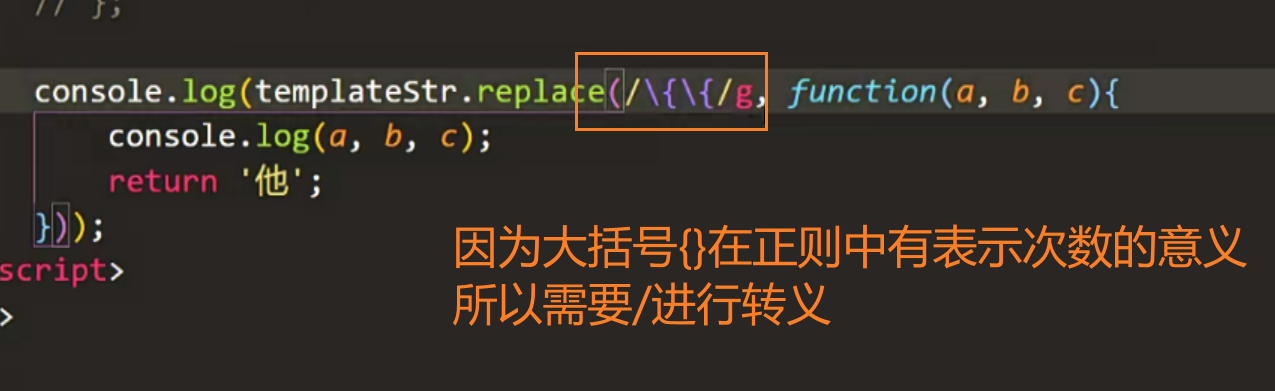 // };
console.log(templateStr.replace(/\{\{/g, function(a, b, c){
console.log(a, b, c);
return '他';
}));
script>
>
因为大括号{}在正则中有表示次数的意义
所以需要/进行转义